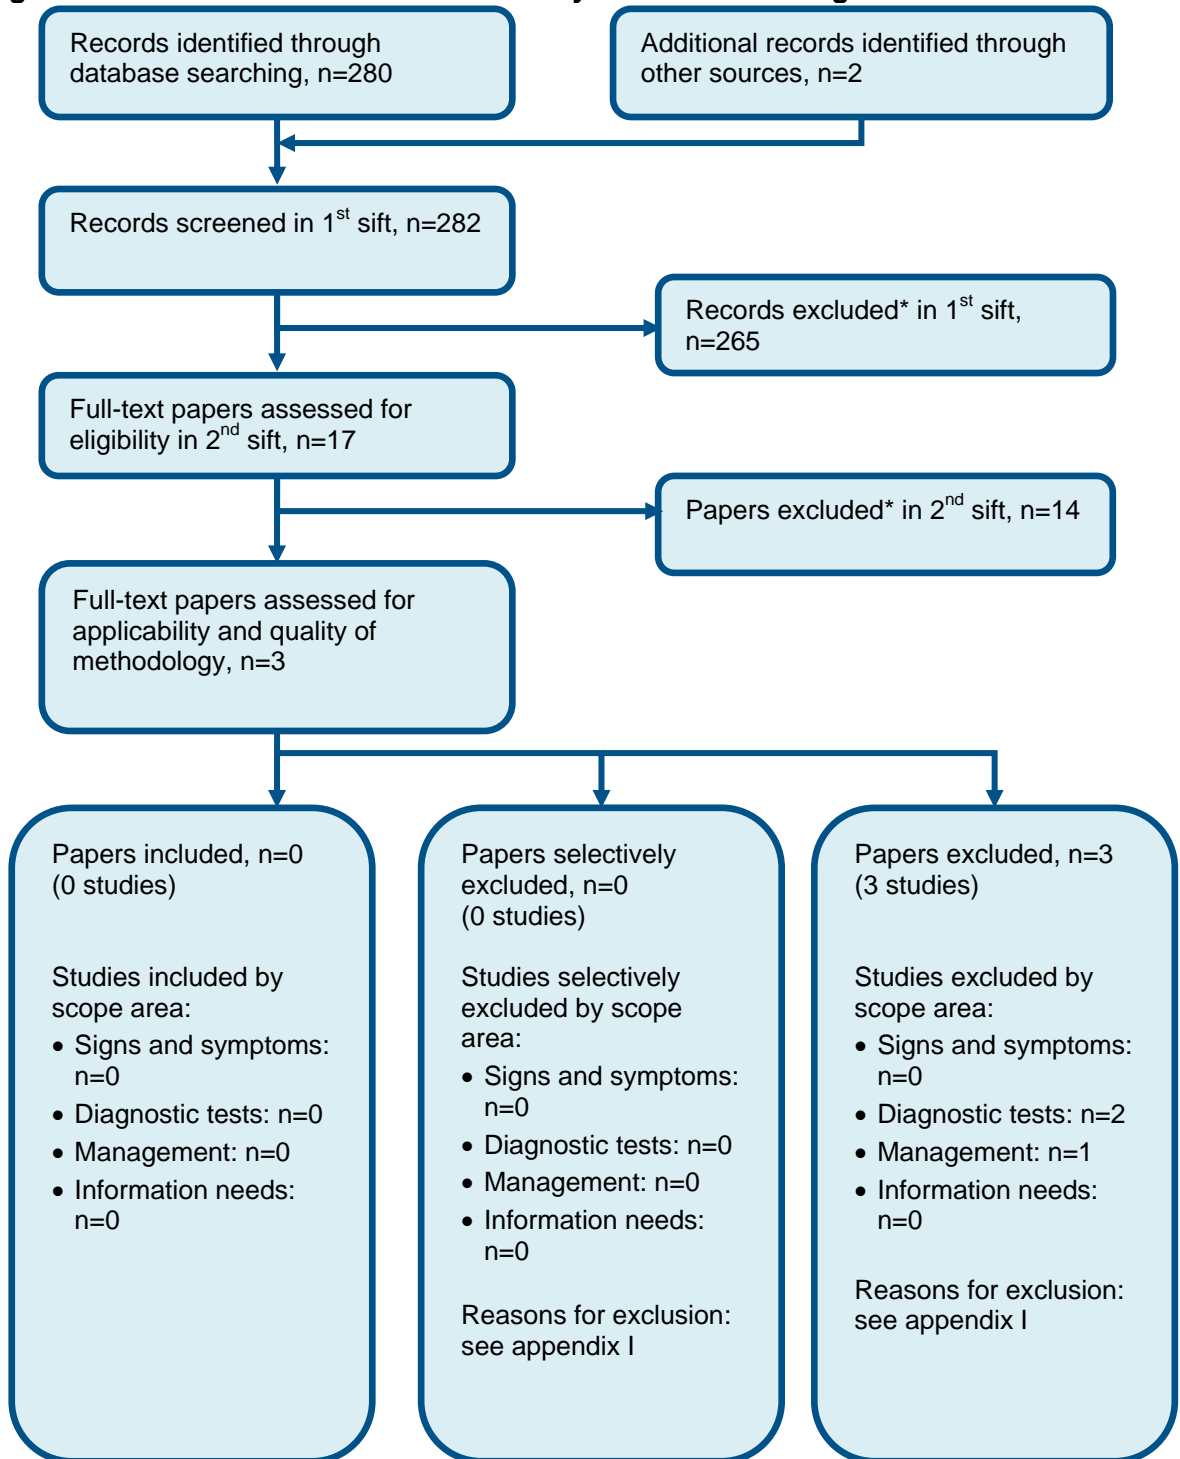 Records identified through
database searching, n=280
Additional records identified through
other sources, n=2
Records screened in 1st sift, n=282
Records excluded* in 1st sift,
n=265
Full-text papers assessed for
eligibility in 2nd sift, n=17
Papers excluded* in 2nd sift, n=14
Full-text papers assessed for
applicability and quality of
methodology, n=3
Papers included, n=0
(0 studies)
Studies included by
scope area:
• Signs and symptoms:
n=0
• Diagnostic tests: n=0
• Management: n=0
• Information needs:
n=0
Papers selectively
excluded, n=0
(0 studies)
Studies selectively
excluded by scope
area:
• Signs and symptoms:
n=0
• Diagnostic tests: n=0
• Management: n=0
• Information needs:
n=0
Reasons for exclusion:
see appendix I
Papers excluded, n=3
(3 studies)
Studies excluded by
scope area:
• Signs and symptoms:
n=0
• Diagnostic tests: n=2
• Management: n=1
• Information needs:
n=0
Reasons for exclusion:
see appendix I